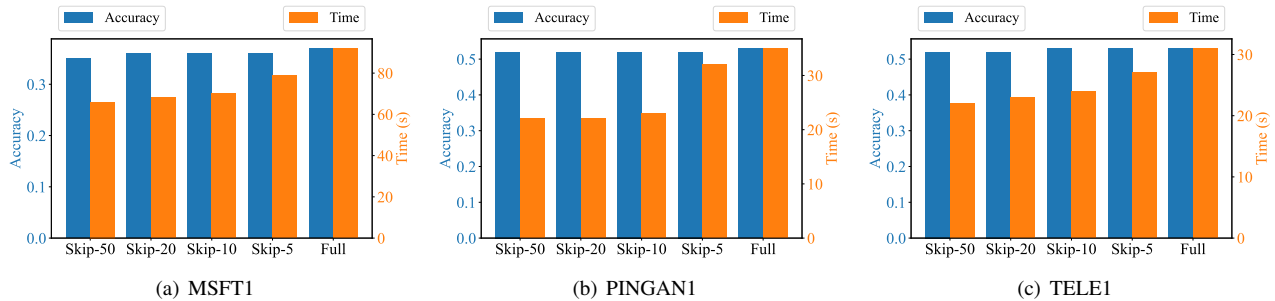 Accuracy Time
0.3
0.2
0.1
0.0
Accuracy
80
60
40
20
0
Time (s)
Skip-50 Skip-20 Skip-10 Skip-5 Full
(a) MSFT1
Accuracy Time
0.5
0.4
0.3
0.2
0.1
0.0
Accuracy
30
20
10
0
Time (s)
Skip-50 Skip-20 Skip-10 Skip-5 Full
(b) PINGAN1
Accuracy Time
0.5
0.4
0.3
0.2
0.1
0.0
Accuracy
30
20
10
0
Time (s)
Skip-50 Skip-20 Skip-10 Skip-5 Full
(c) TELE1